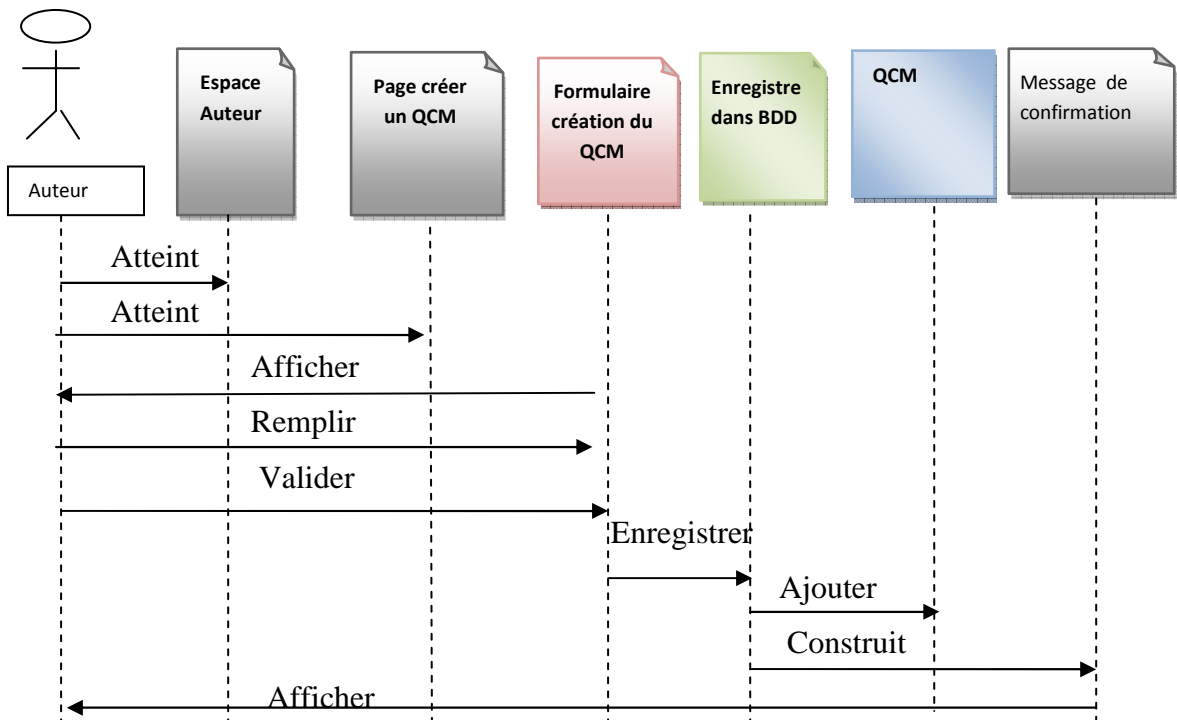 Espace
Auteur
Page créer
un QCM
Formulaire
création du
QCM
Enregistre
dans BDD
QCM
Message de
confirmation
Auteur
Atteint
Atteint
Afficher
Remplir
Valider
Enregistrer
Ajouter
Construit
Afficher